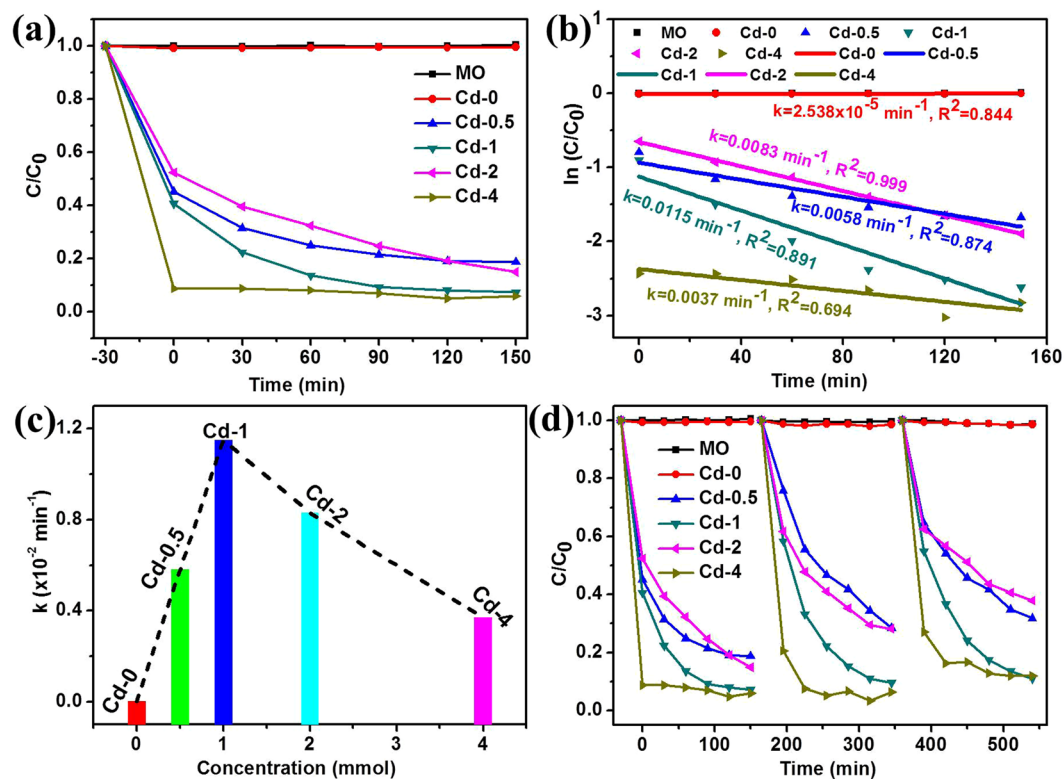 (a)
C/C0
1.0
0.8
0.6
0.4
0.2
0.0
-30 0 30 60 90 120 150
Time (min)
MO
Cd-0
Cd-0.5
Cd-1
Cd-2
Cd-4
(b)
ln (C/C0)
MO Cd-0 Cd-0.5 Cd-1
Cd-2 Cd-4 Cd-0 Cd-0.5
Cd-1 Cd-2 Cd-4
0
-1
-2
-3
k=2.538x10^-5 min^-1, R^2=0.844
k=0.0083 min^-1, R^2=0.999
k=0.0058 min^-1, R^2=0.874
k=0.0115 min^-1, R^2=0.891
k=0.0037 min^-1, R^2=0.694
0 40 80 120 160
Time (min)
(c)
k (x10^-2 min^-1)
1.2
0.8
0.4
0.0
Cd-0
Cd-0.5
Cd-1
Cd-2
Cd-4
0 1 2 3 4
Concentration (mmol)
(d)
C/C0
1.0
0.8
0.6
0.4
0.2
0.0
MO
Cd-0
Cd-0.5
Cd-1
Cd-2
Cd-4
0 100 200 300 400 500
Time (min)